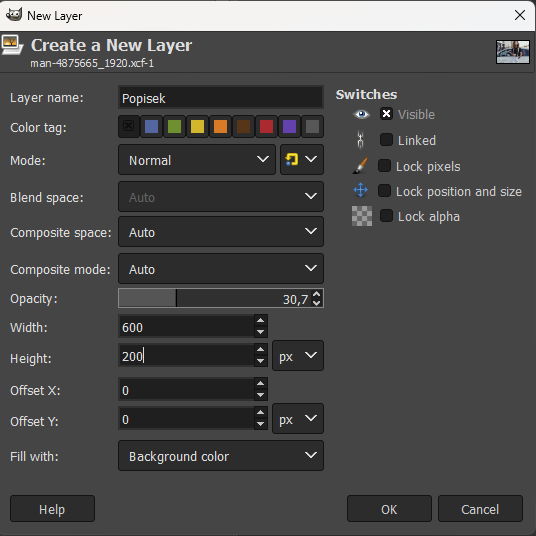 New Layer
Create a New Layer
man-4875665_1920.xcf-1
Layer name: Popisek
Switches
Color tag:
Visible
Mode: Normal
Linked
Lock pixels
Blend space: Auto
Lock position and size
Composite space: Auto
Lock alpha
Composite mode: Auto
Opacity: 30,7
Width: 600
Height: 200 px
Offset X: 0
Offset Y: 0 px
Fill with: Background color
Help OK Cancel